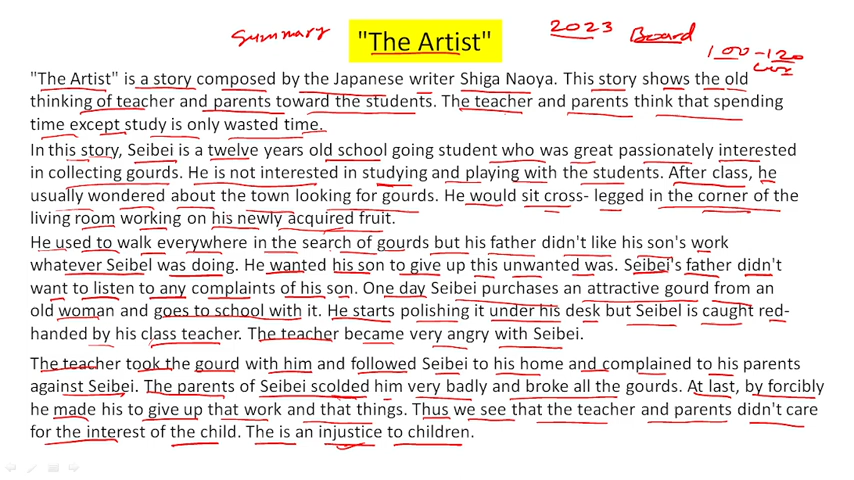 Summary "The Artist" 2023 Board
100-120
"The Artist" is a story composed by the Japanese writer Shiga Naoya. This story shows the old
thinking of teacher and parents toward the students. The teacher and parents think that spending
time except study is only wasted time.
In this story, Seibei is a twelve years old school going student who was great passionately interested
in collecting gourds. He is not interested in studying and playing with the students. After class, he
usually wondered about the town looking for gourds. He would sit cross- legged in the corner of the
living room working on his newly acquired fruit.
He used to walk everywhere in the search of gourds but his father didn't like his son's work
whatever Seibel was doing. He wanted his son to give up this unwanted was. Seibei's father didn't
want to listen to any complaints of his son. One day Seibei purchases an attractive gourd from an
old woman and goes to school with it. He starts polishing it under his desk but Seibel is caught red-
handed by his class teacher. The teacher became very angry with Seibei.
The teacher took the gourd with him and followed Seibei to his home and complained to his parents
against Seibei. The parents of Seibei scolded him very badly and broke all the gourds. At last, by forcibly
he made his to give up that work and that things. Thus we see that the teacher and parents didn't care
for the interest of the child. The is an injustice to children.